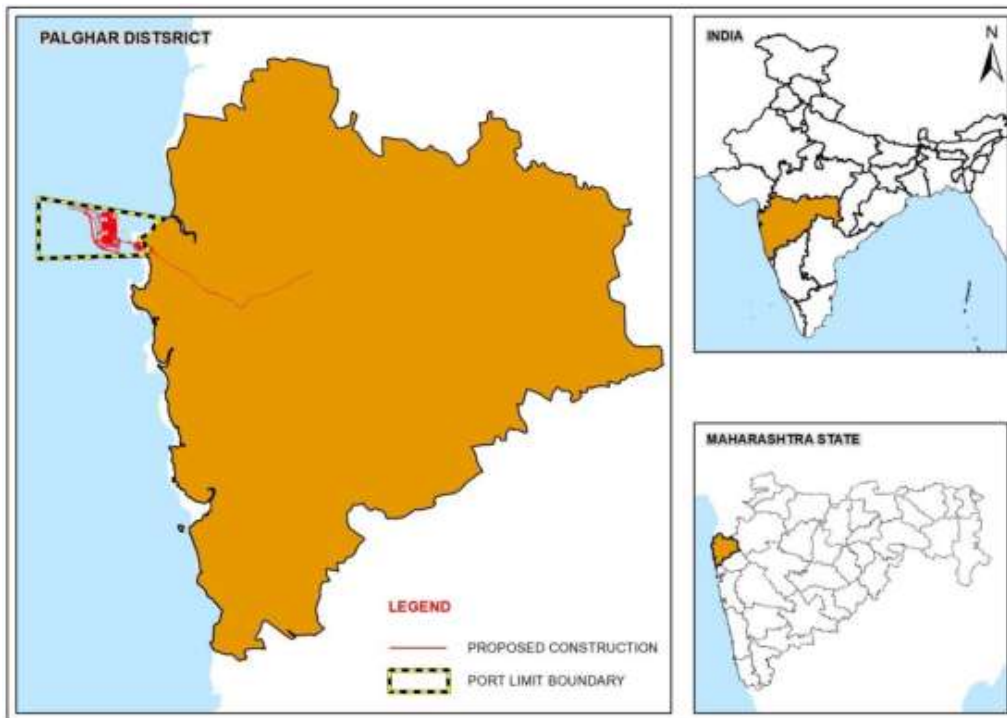 PALGHAR DISTSRICT
INDIA
N
MAHARASHTRA STATE
LEGEND
PROPOSED CONSTRUCTION
PORT LIMIT BOUNDARY